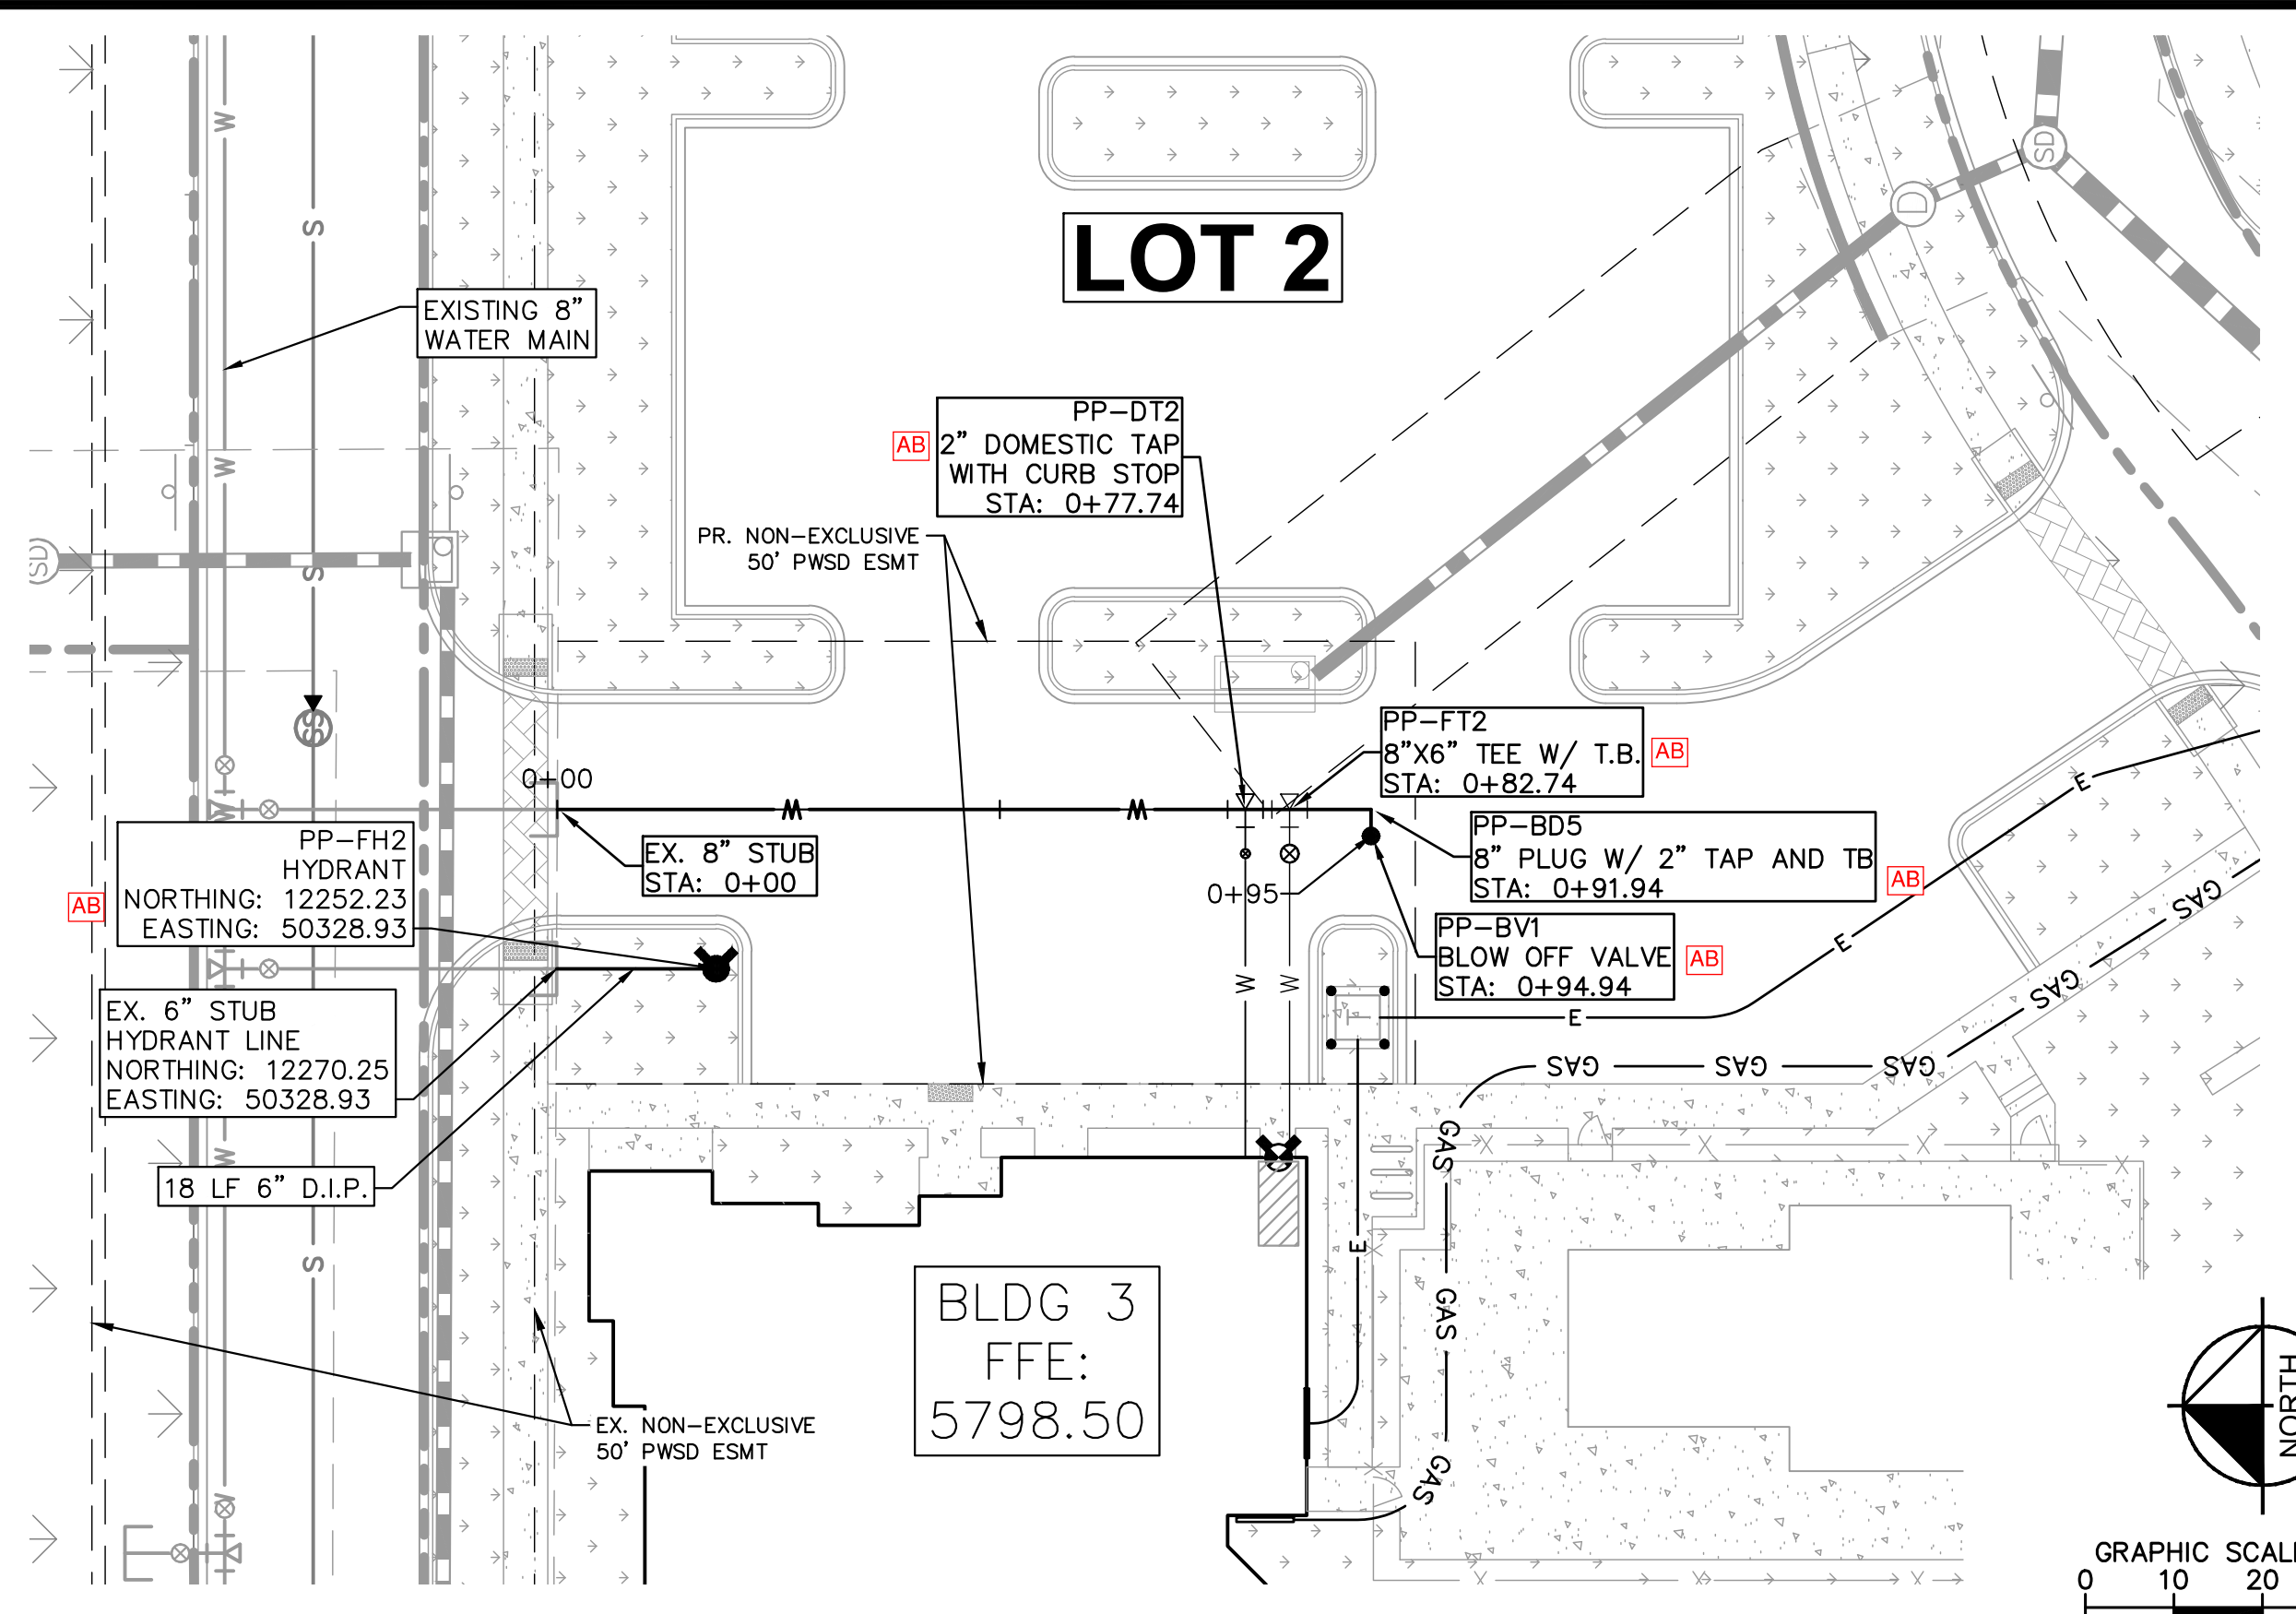 LOT 2
EXISTING 8"
WATER MAIN
PP-DT2
AB
2" DOMESTIC TAP
WITH CURB STOP
STA: 0+77.74
PR. NON-EXCLUSIVE
50' PWSD ESMT
PP-FT2
8"X6" TEE W/ T.B.
AB
STA: 0+82.74
0+00
PP-FH2
HYDRANT
AB
NORTHING: 12252.23
EASTING: 50328.93
EX. 8" STUB
STA: 0+00
0+95
PP-BD5
8" PLUG W/ 2" TAP AND TB
AB
STA: 0+91.94
PP-BV1
BLOW OFF VALVE
AB
STA: 0+94.94
EX. 6" STUB
HYDRANT LINE
NORTHING: 12270.25
EASTING: 50328.93
18 LF 6" D.I.P.
BLDG 3
FFE:
5798.50
EX. NON-EXCLUSIVE
50' PWSD ESMT
W
W
W
W
W
W
W
W
W
S
S
S
SD
SD
D
SS
T
E
E
E
E
GAS
GAS
GAS
GAS
GAS
GAS
GAS
GAS
NORTH
GRAPHIC SCALE
0 10 20